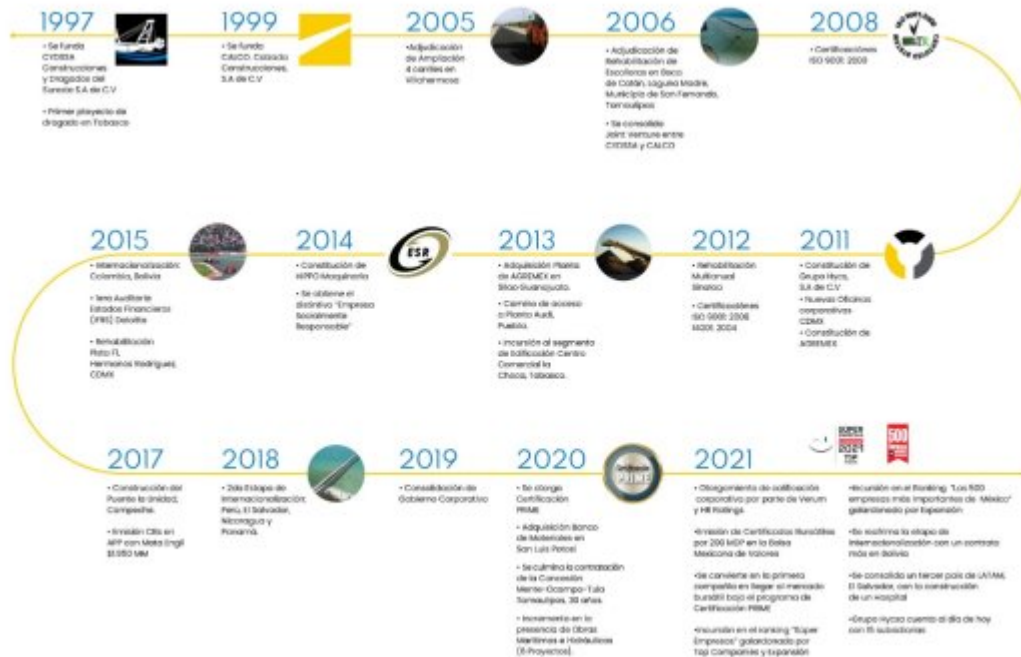 1997
• Se funda
CYDSSA
Construcciones
y Dragados del
Sureste S.A de C.V
• Primer proyecto de
dragado en Tabasco
1999
• Se funda
CALCO. Calzada
Construcciones,
S.A de C.V
2005
•Adjudicación
de Ampliación
4 carriles en
Villahermosa
2006
• Adjudicación de
Rehabilitación de
Escolleras en Boca
de Catán, Laguna Madre,
Municipio de San Fernando,
Tamaulipas
• Se consolida
Joint Venture entre
CYDSSA y CALCO
2008
• Certificaciones
ISO 9001: 2000
2015
• Internacionalización:
Colombia, Bolivia
• 1era Auditoría
Estados Financieros
(IFRS) Deloitte
• Rehabilitación
Pista F1,
Hermanos Rodríguez,
CDMX
2014
• Constitución de
HIPPO Maquinaria
• Se obtiene el
distintivo "Empresa
Socialmente
Responsable"
ESR
2013
• Adquisición Planta
de AGREMEX en
Silao Guanajuato.
• Camino de acceso
a Planta Audi,
Puebla.
• Incursión al segmento
de Edificación Centro
Comercial la
Choca, Tabasco.
2012
• Rehabilitación
Multianual
Sinaloa
• Certificaciones
ISO 9001: 2008
14001: 2004
2011
• Constitución de
Grupo Hyca,
S.A de C.V
• Nuevas Oficinas
corporativas
CDMX
• Constitución de
AGREMEX
2017
• Construcción del
Puente la Unidad,
Campeche.
• Emisión CBs en
APP con Mota Engil
$1,950 MM
2018
• 2da Etapa de
Internacionalización:
Perú, El Salvador,
Nicaragua y
Panamá.
2019
• Consolidación de
Gobierno Corporativo
2020
• Se otorga
Certificación
PRIME
• Adquisición Banco
de Materiales en
San Luis Potosí
• Se culmina la contratación
de la Concesión
Mante-Ocampo-Tula
Tamaulipas, 30 años.
• Incremento en la
presencia de Obras
Marítimas e Hidráulicas
(6 Proyectos).
Certificación
PRIME
2021
• Otorgamiento de calificación
corporativa por parte de Verum
y HR Ratings
•Emisión de Certificados Bursátiles
por 200 MDP en la Bolsa
Mexicana de Valores
•Se convierte en la primera
compañía en llegar al mercado
bursátil bajo el programa de
Certificación PRIME
•Incursión en el ranking "Súper
Empresas" galardonada por
Top Companies y Expansión
SUPER
2021
TOP
500
•Incursión en el Ranking "Las 500
empresas más importantes de México"
galardonado por Expansión
•Se reafirma la etapa de
Internacionalización con un contrato
más en Bolivia
•Se consolida un tercer país de LATAM,
El Salvador, con la construcción
de un Hospital
•Grupo Hycsa cuenta al día de hoy
con 15 subsidiarias